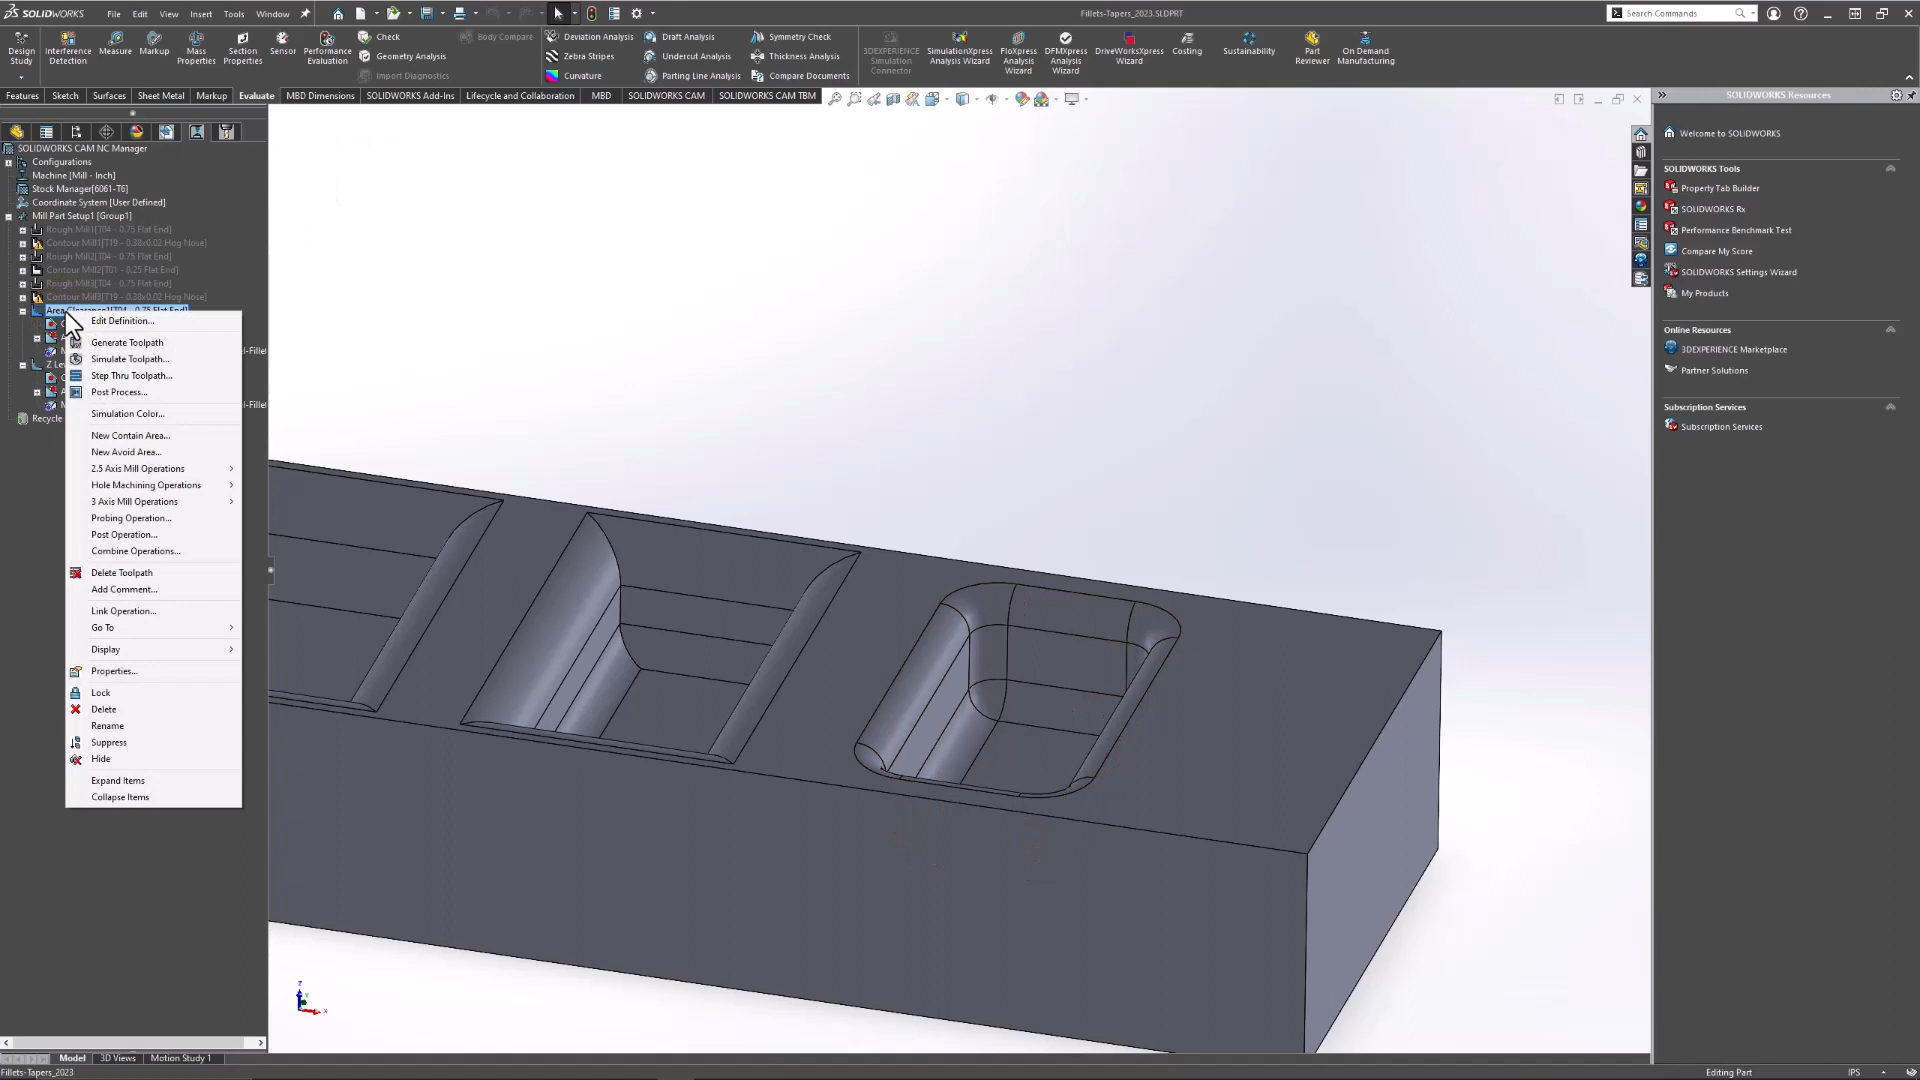 SOLIDWORKS File Edit View Insert Tools Window
Fillets-Tapers_2023.SLDPRT
Search Commands
Design Study
Interference Detection
Measure
Markup
Mass Properties
Section Properties
Sensor
Performance Evaluation
Check
Geometry Analysis
Import Diagnostics
Body Compare
Deviation Analysis
Zebra Stripes
Curvature
Draft Analysis
Undercut Analysis
Parting Line Analysis
Symmetry Check
Thickness Analysis
Compare Documents
3DEXPERIENCE Simulation Connector
SimulationXpress Analysis Wizard
FloXpress Analysis Wizard
DFMXpress Analysis Wizard
DriveWorksXpress Wizard
Costing
Sustainability
Part Reviewer
On Demand Manufacturing
Features Sketch Surfaces Sheet Metal Markup Evaluate MBD Dimensions SOLIDWORKS Add-Ins Lifecycle and Collaboration MBD SOLIDWORKS CAM SOLIDWORKS CAM TBM
SOLIDWORKS CAM NC Manager
Configurations
Machine [Mill - Inch]
Stock Manager[6061-T6]
Coordinate System [User Defined]
Mill Part Setup1 [Group1]
Rough Mill1[T04 - 0.75 Flat End]
Contour Mill1[T19 - 0.38x0.02 Hog Nose]
Rough Mill2[T04 - 0.75 Flat End]
Contour Mill2[T01 - 0.25 Flat End]
Rough Mill3[T04 - 0.75 Flat End]
Contour Mill3[T19 - 0.38x0.02 Hog Nose]
Area Clearance1[T04 - 0.75 Flat End]
el-Fillet
Z Le
el-Fillet
Recycle
Edit Definition...
Generate Toolpath
Simulate Toolpath...
Step Thru Toolpath...
Post Process...
Simulation Color...
New Contain Area...
New Avoid Area...
2.5 Axis Mill Operations
Hole Machining Operations
3 Axis Mill Operations
Probing Operation...
Post Operation...
Combine Operations...
Delete Toolpath
Add Comment...
Link Operation...
Go To
Display
Properties...
Lock
Delete
Rename
Suppress
Hide
Expand Items
Collapse Items
SOLIDWORKS Resources
Welcome to SOLIDWORKS
SOLIDWORKS Tools
Property Tab Builder
SOLIDWORKS Rx
Performance Benchmark Test
Compare My Score
SOLIDWORKS Settings Wizard
My Products
Online Resources
3DEXPERIENCE Marketplace
Partner Solutions
Subscription Services
Subscription Services
Z
Y
X
Model 3D Views Motion Study 1
Fillets-Tapers_2023
Editing Part
IPS